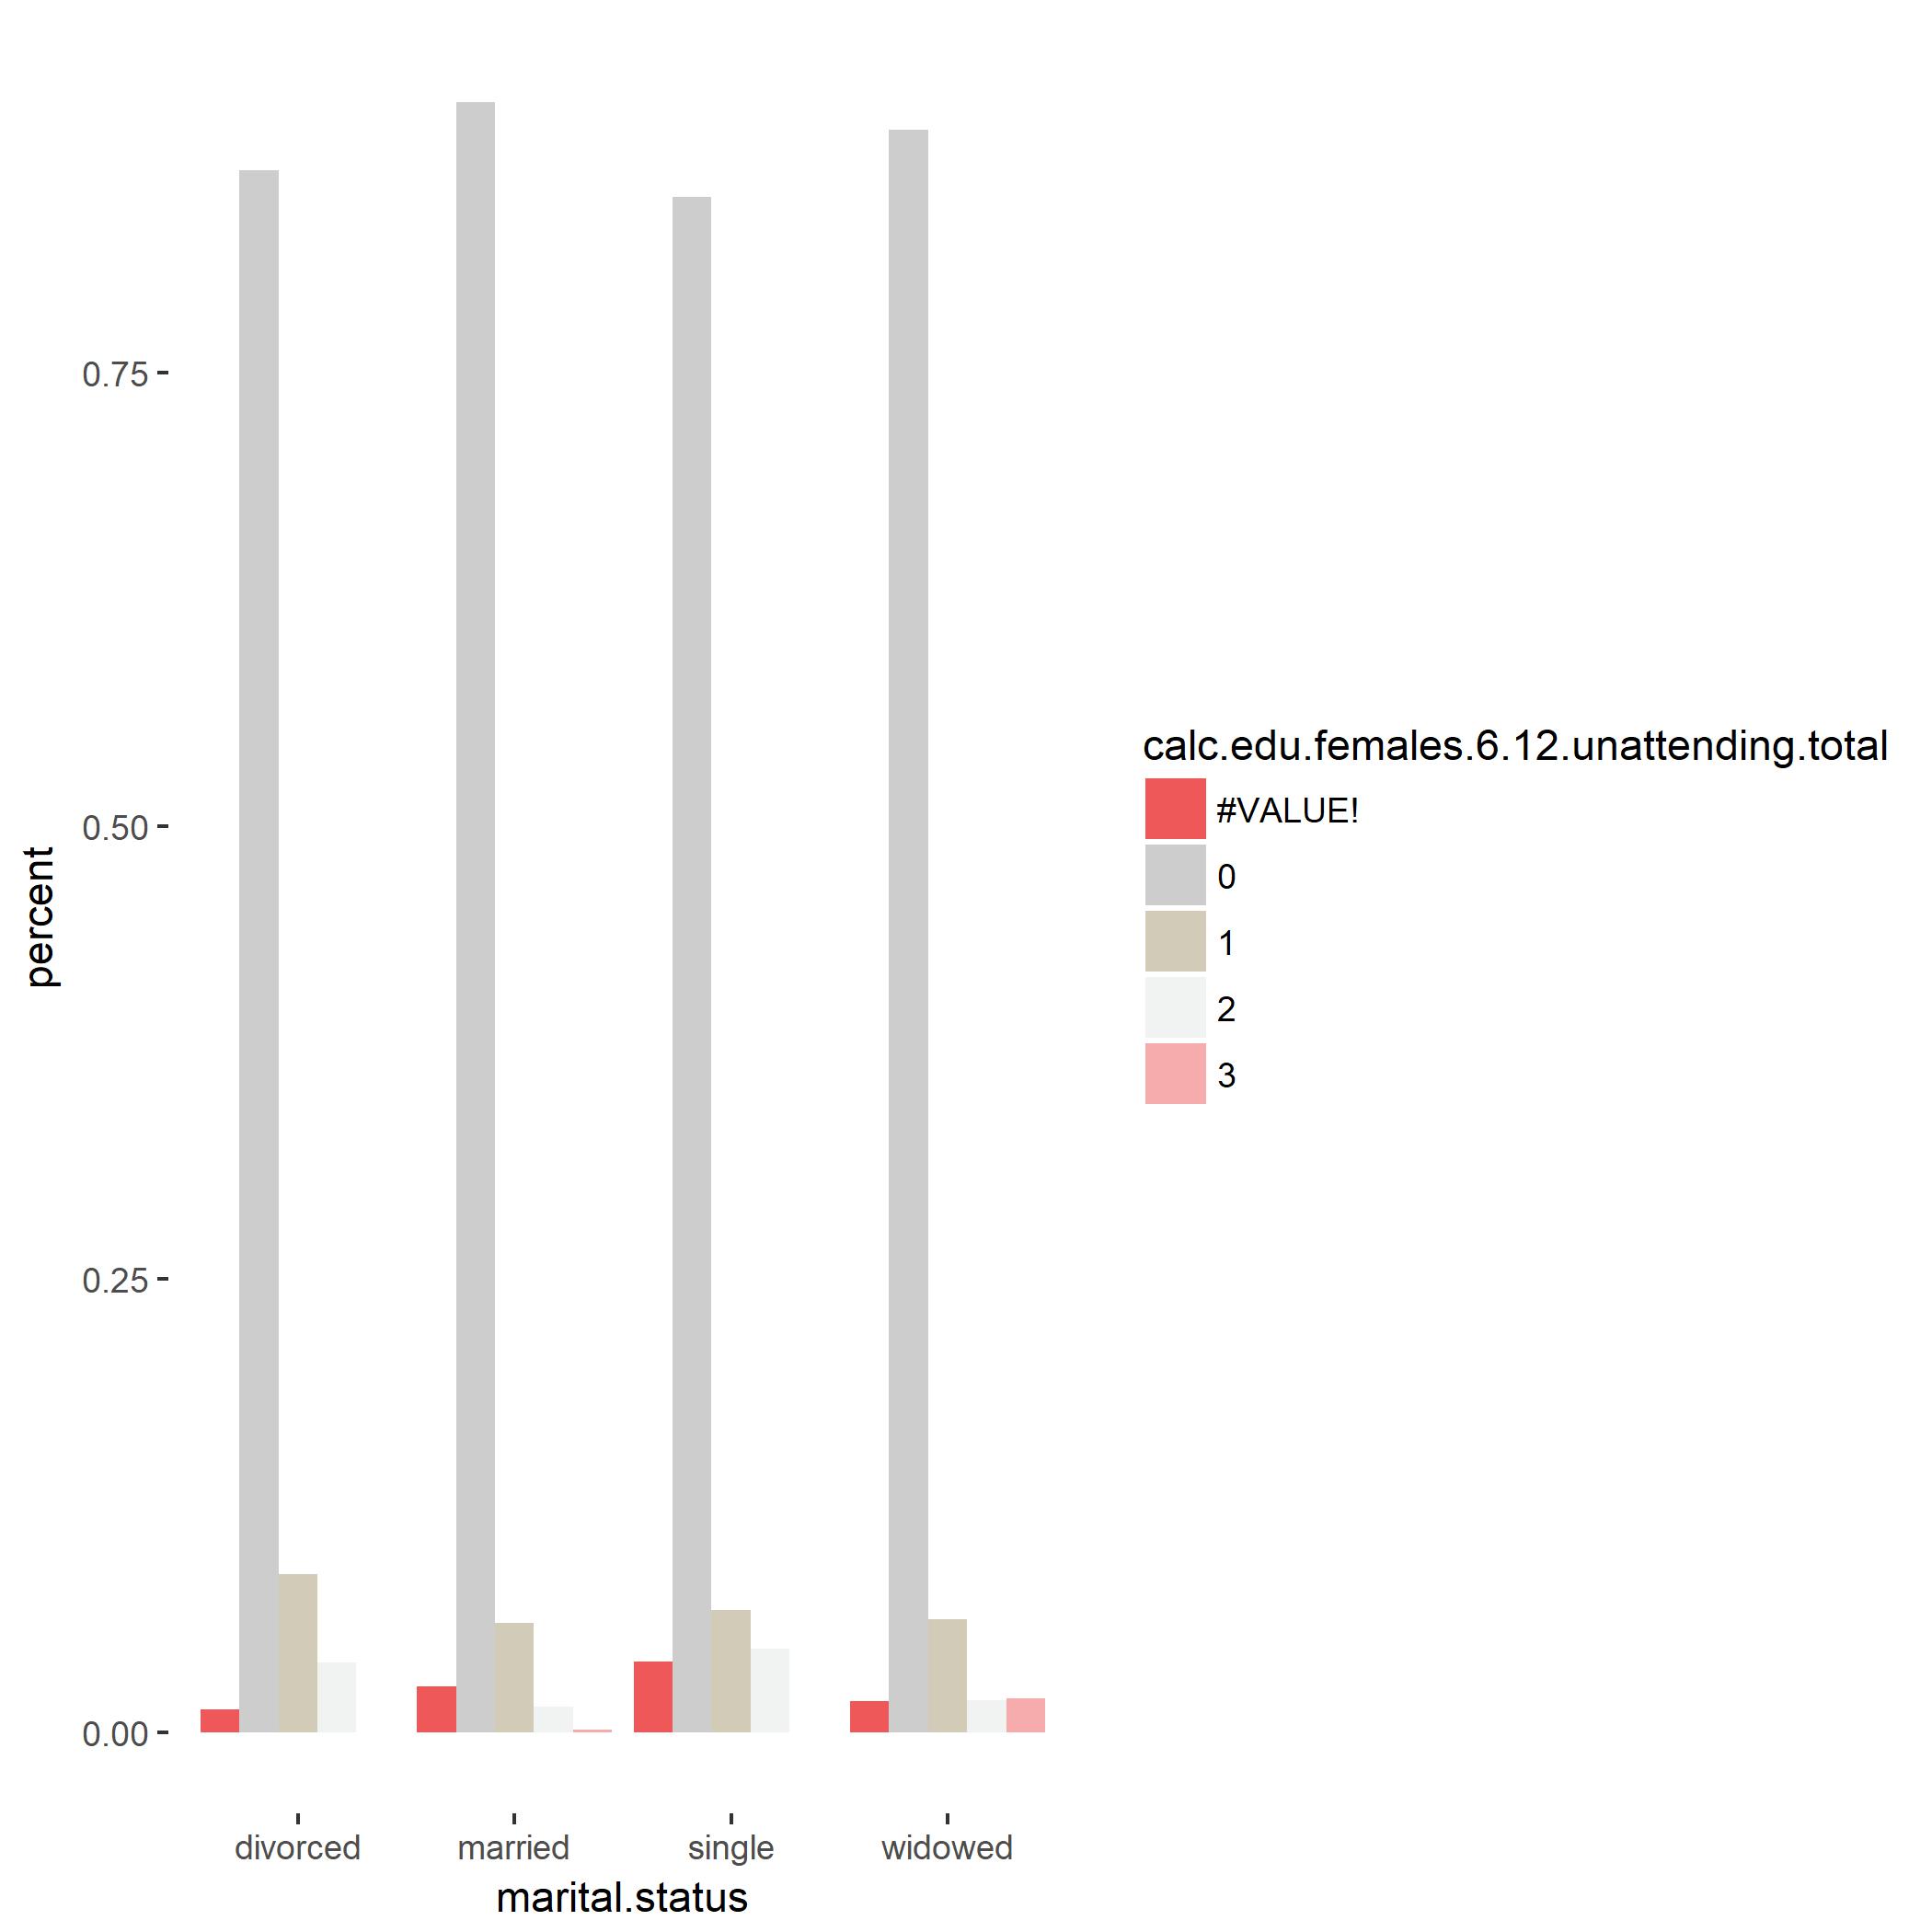 percent
0.75
0.50
0.25
0.00
divorced married single widowed
marital.status
calc.edu.females.6.12.unattending.total
#VALUE!
0
1
2
3